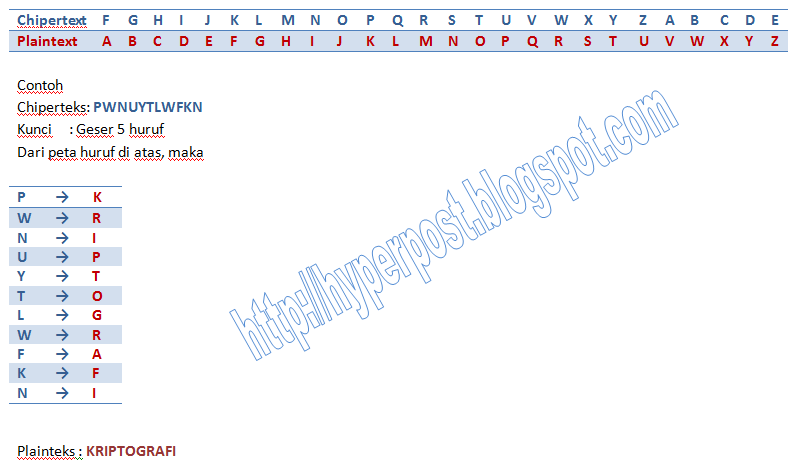 Chipertext F G H I J K L M N O P Q R S T U V W X Y Z A B C D E
Plaintext A B C D E F G H I J K L M N O P Q R S T U V W X Y Z
Contoh
Chiperteks: PWNUYTLWFKN
Kunci : Geser 5 huruf
Dari peta huruf di atas, maka
P → K
W → R
N → I
U → P
Y → T
T → O
L → G
W → R
F → A
K → F
N → I
http://hyperpost.blogspot.com
Plainteks : KRIPTOGRAFI